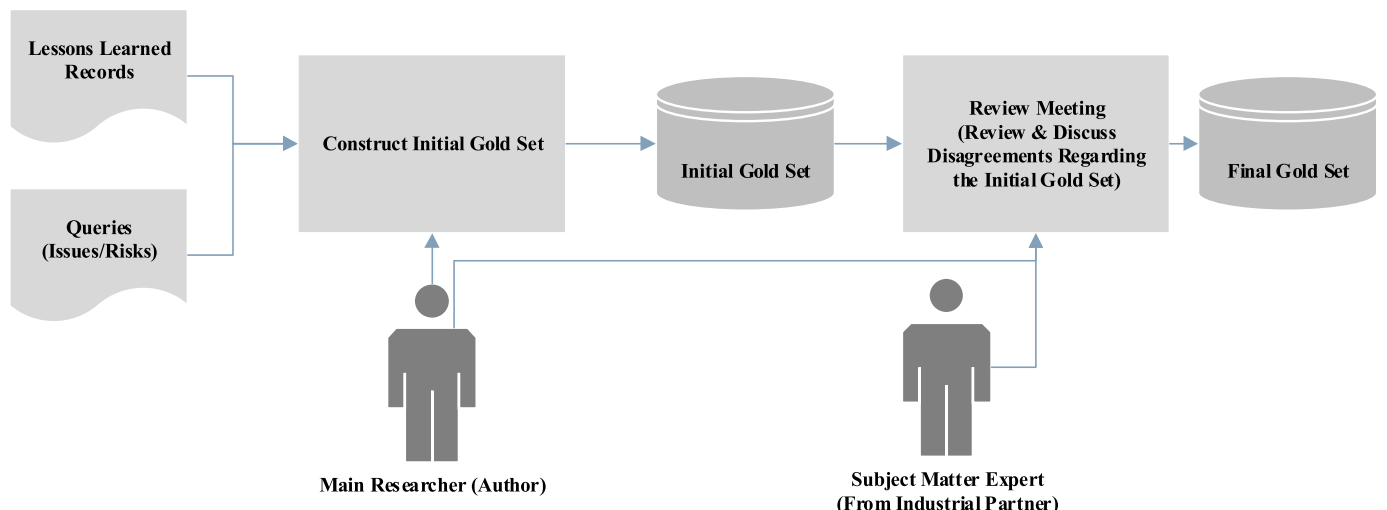 Lessons Learned
Records
Queries
(Issues/Risks)
Construct Initial Gold Set
Initial Gold Set
Review Meeting
(Review & Discuss
Disagreements Regarding
the Initial Gold Set)
Final Gold Set
Main Researcher (Author)
Subject Matter Expert
(From Industrial Partner)